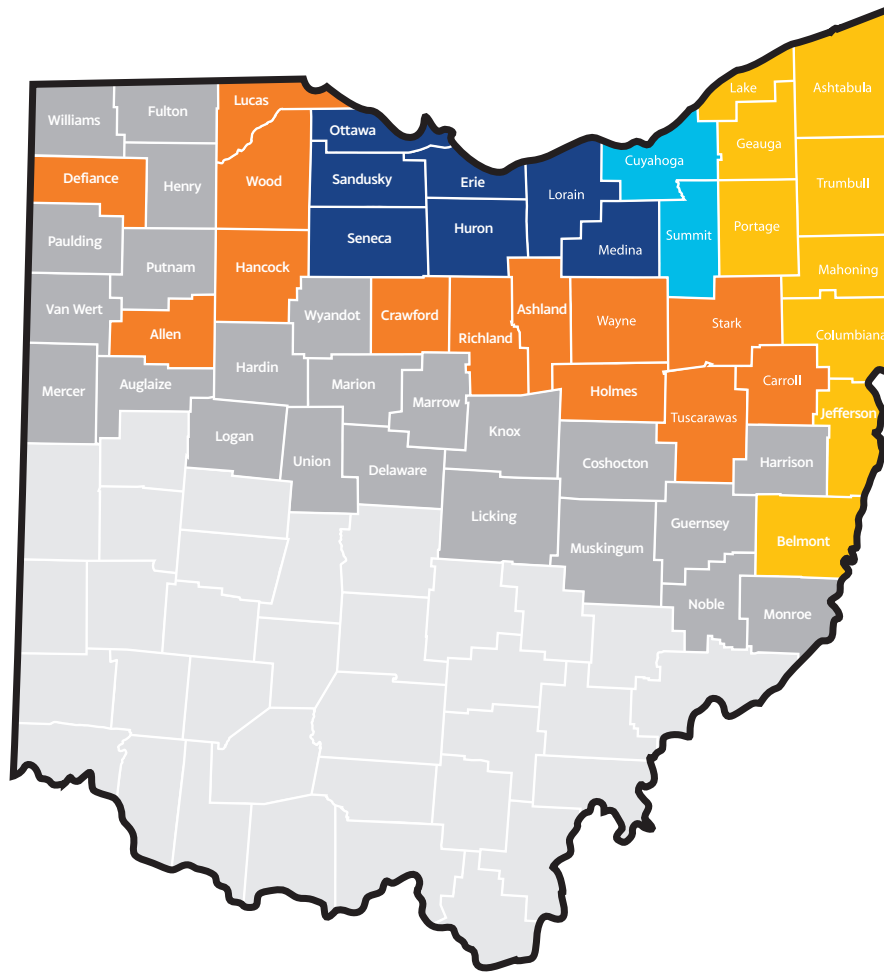 Lake
Ashtabula
Lucas
Fulton
Williams
Ottawa
Cuyahoga
Geauga
Defiance
Henry
Wood
Sandusky
Erie
Lorain
Trumbull
Paulding
Seneca
Huron
Medina
Summit
Portage
Putnam
Hancock
Mahoning
Van Wert
Wyandot
Crawford
Ashland
Wayne
Stark
Allen
Richland
Columbiana
Mercer
Auglaize
Hardin
Marion
Marrow
Holmes
Carroll
Tuscarawas
Jefferson
Logan
Union
Delaware
Knox
Coshocton
Harrison
Licking
Guernsey
Muskingum
Belmont
Noble
Monroe